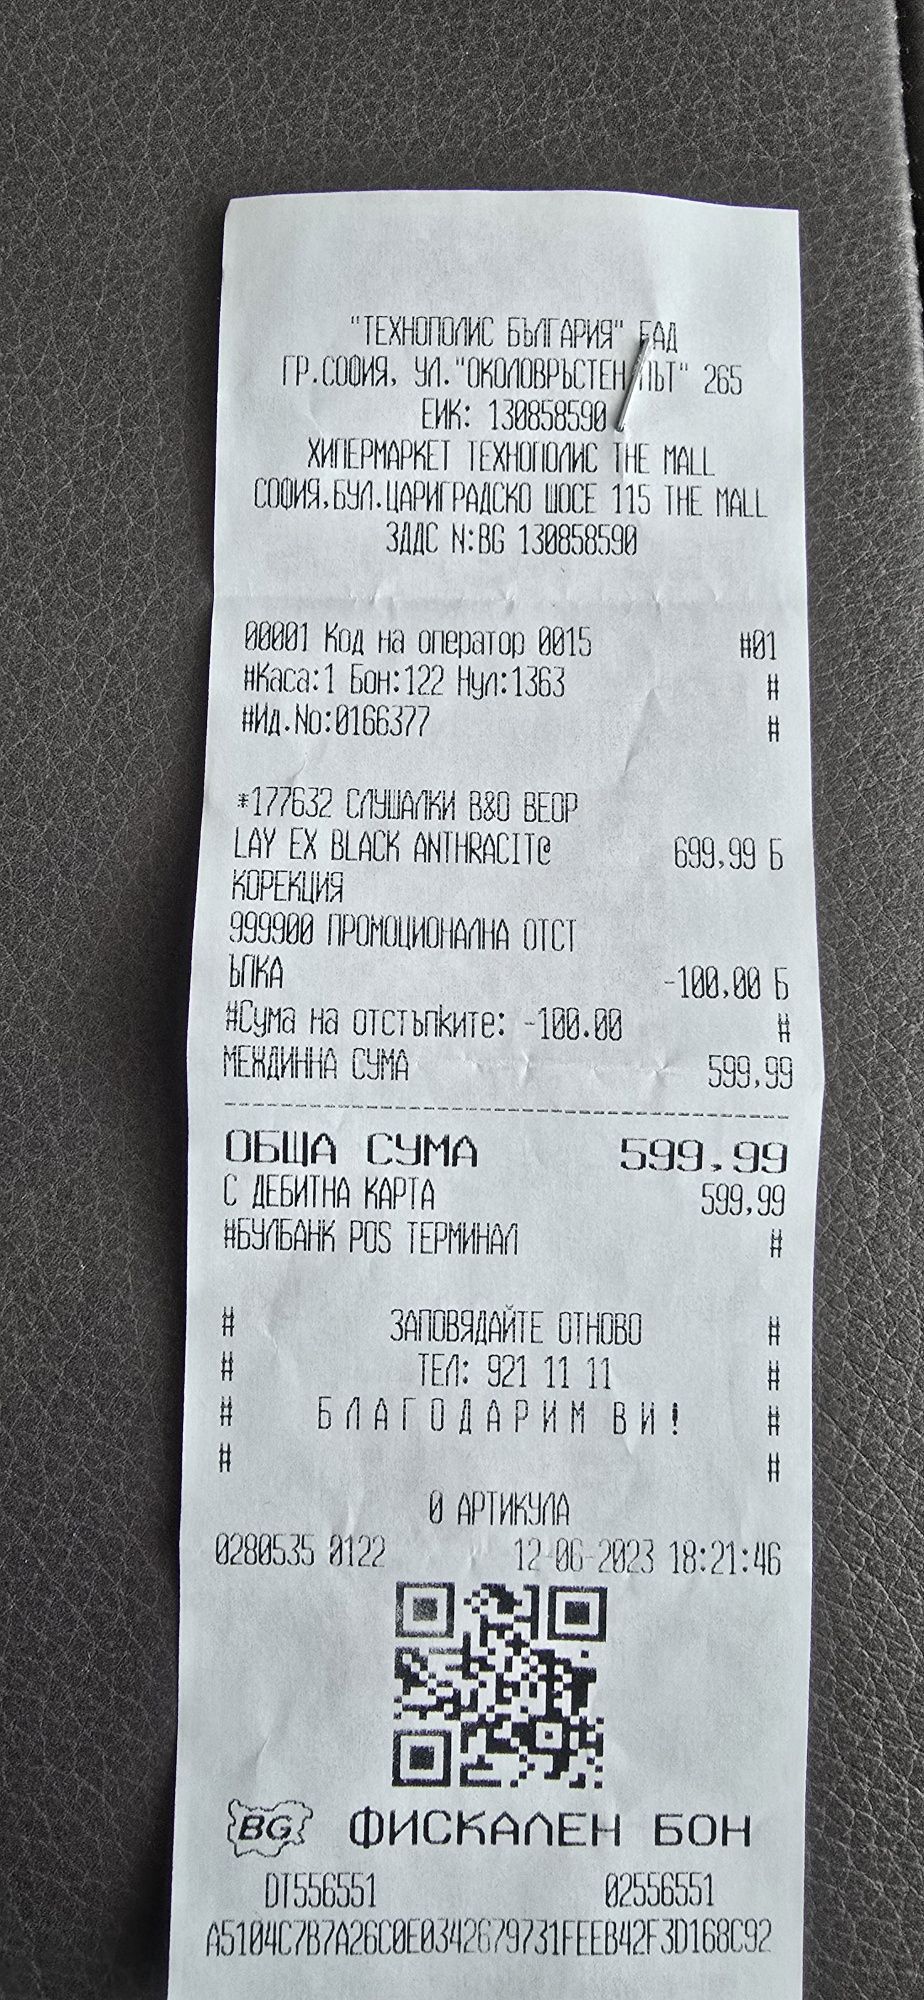 "ТЕХНОПОЛИС БЪЛГАРИЯ" ЕАД
ГР.СОФИЯ, УЛ."ОКОЛОВРЪСТЕН ПЪТ" 265
ЕИК: 130858590
ХИПЕРМАРКЕТ ТЕХНОПОЛИС THE MALL
СОФИЯ,БУЛ.ЦАРИГРАДСКО ШОСЕ 115 THE MALL
ЗДДС N:BG 130858590
00001 Код на оператор 0015 #01
#Каса:1 Бон:122 Нул:1363 #
#Ид.No:0166377 #
*177632 СЛУШАЛКИ B&O BEOP
LAY EX BLACK ANTHRACIT@ 699,99 Б
КОРЕКЦИЯ
999900 ПРОМОЦИОНАЛНА ОТСТ
ЪПКА -100,00 Б
#Сума на отстъпките: -100.00 #
МЕЖДИННА СУМА 599,99
ОБЩА СУМА 599,99
С ДЕБИТНА КАРТА 599,99
#БУЛБАНК POS ТЕРМИНАЛ #
# ЗАПОВЯДАЙТЕ ОТНОВО #
# ТЕЛ: 921 11 11 #
# БЛАГОДАРИМ ВИ! #
# #
0 АРТИКУЛА
0280535 0122 12-06-2023 18:21:46
BG ФИСКАЛЕН БОН
DT556551 02556551
A5104C7B7A26C0E0342679731FEEB42F3D168C92